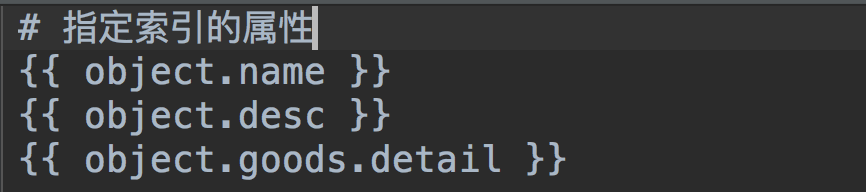 # 指定索引的属性
{{ object.name }}
{{ object.desc }}
{{ object.goods.detail }}